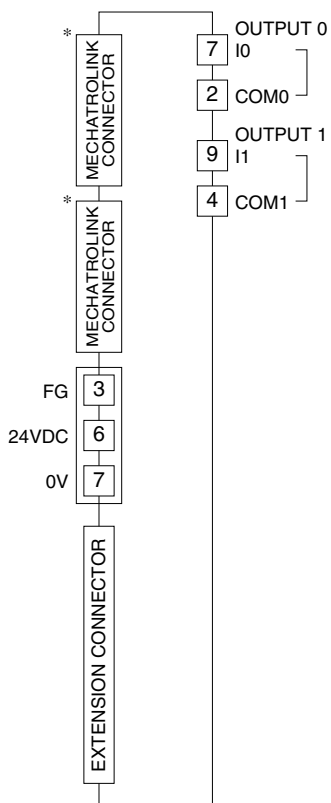 *
MECHATROLINK
CONNECTOR
*
MECHATROLINK
CONNECTOR
FG 3
24VDC 6
0V 7
EXTENSION CONNECTOR
OUTPUT 0
7 I0
2 COM0
OUTPUT 1
9 I1
4 COM1